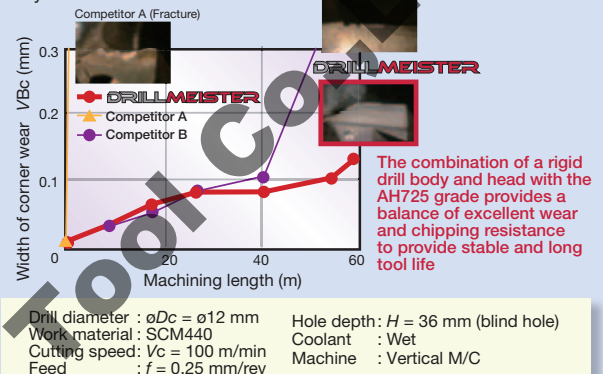 Competitor A (Fracture)
DRILLMEISTER
Width of corner wear VBc (mm)
0.3
0.2
0.1
0
20
40
60
Machining length (m)
DRILLMEISTER
Competitor A
Competitor B
The combination of a rigid
drill body and head with the
AH725 grade provides a
balance of excellent wear
and chipping resistance
to provide stable and long
tool life
Drill diameter : øDc = ø12 mm
Work material : SCM440
Cutting speed : Vc = 100 m/min
Feed : f = 0.25 mm/rev
Hole depth : H = 36 mm (blind hole)
Coolant : Wet
Machine : Vertical M/C
Tool Co.